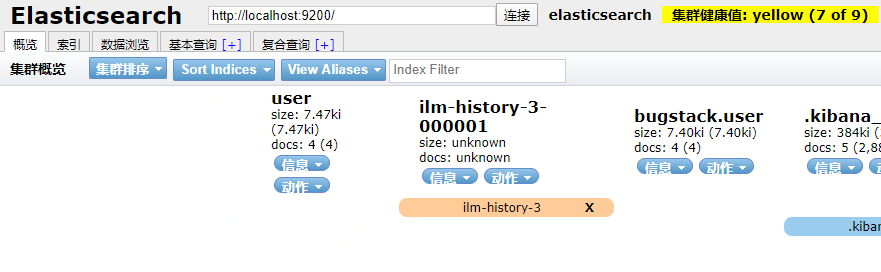 Elasticsearch http://localhost:9200/ 连接 elasticsearch 集群健康值: yellow (7 of 9)
概览 索引 数据浏览 基本查询 [+] 复合查询 [+]
集群概览 集群排序 Sort Indices View Aliases Index Filter
user
size: 7.47ki
(7.47ki)
docs: 4 (4)
信息
动作
ilm-history-3-
000001
size: unknown
docs: unknown
信息 动作
ilm-history-3 X
bugstack.user
size: 7.40ki (7.40ki)
docs: 4 (4)
信息 动作
.kibana_
size: 384ki (
docs: 5 (2,88
信息 动作
.kiban